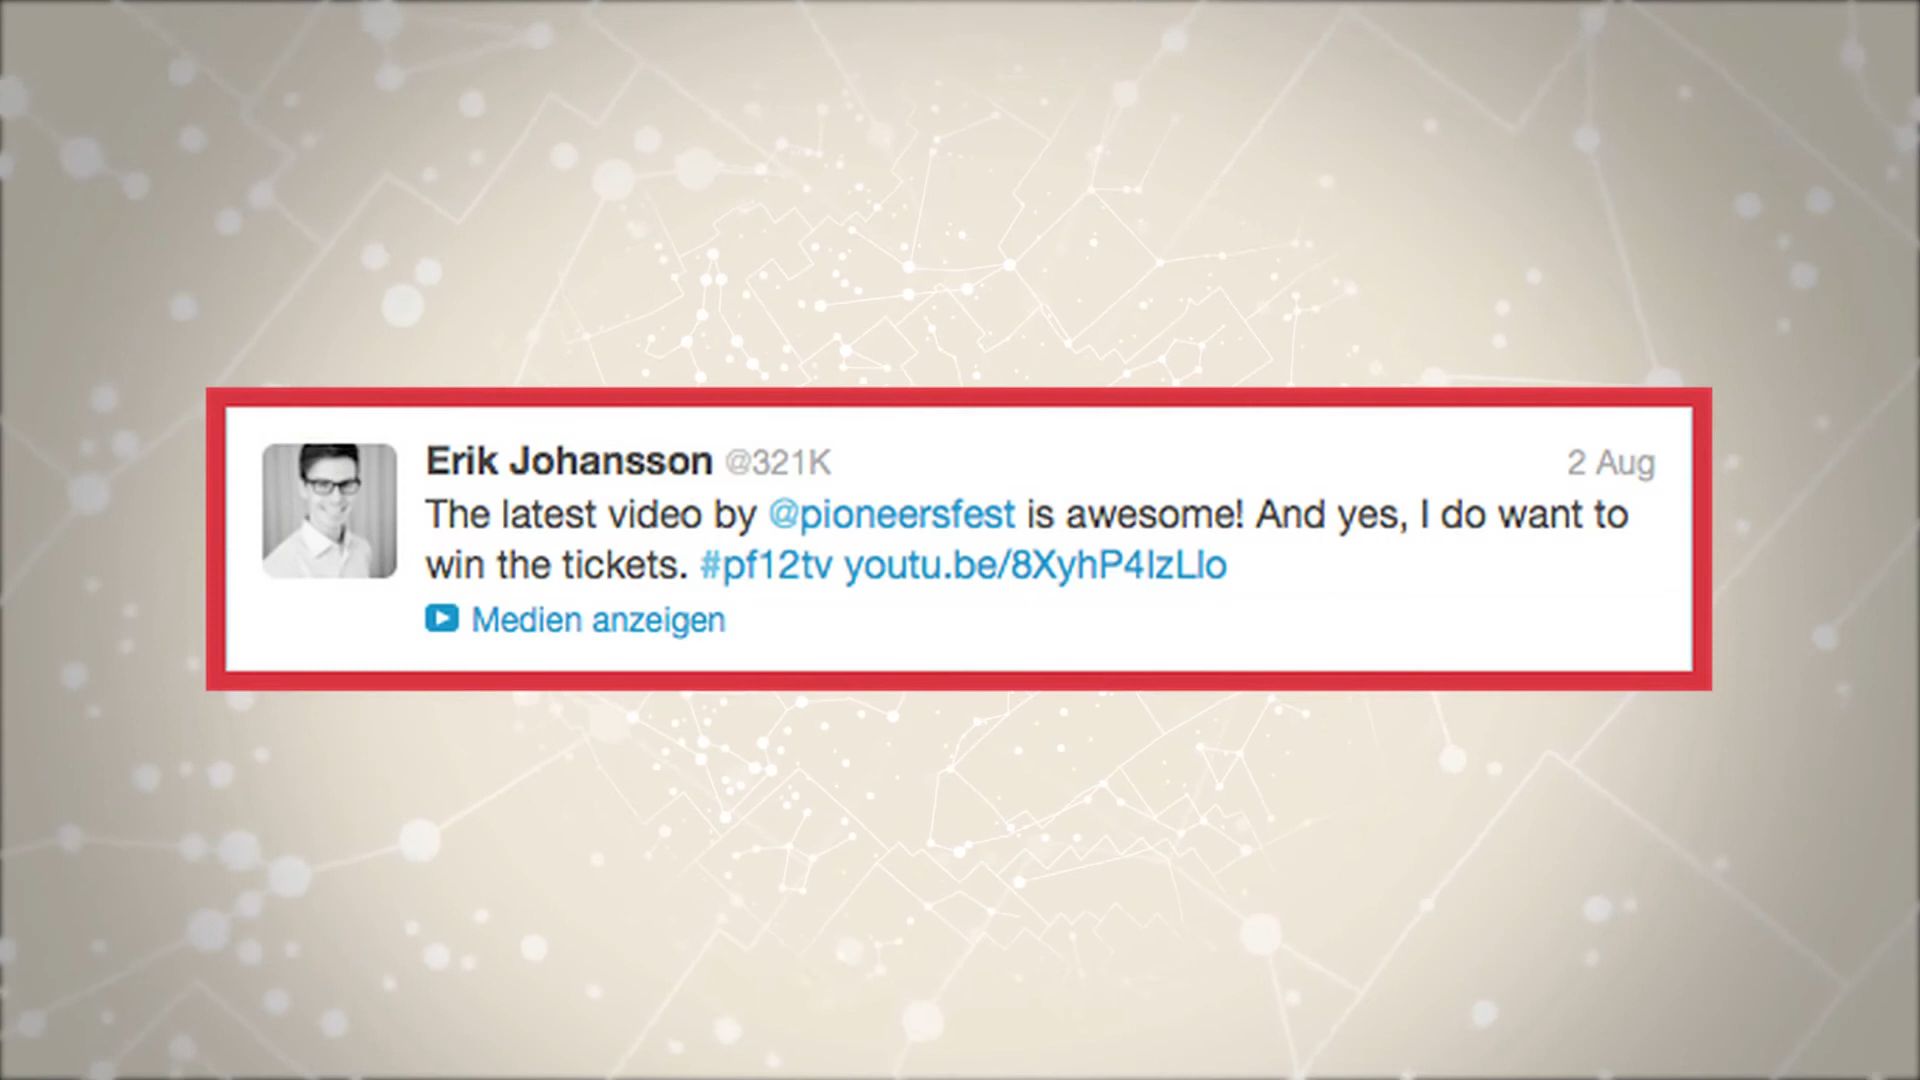 Erik Johansson @321K 2 Aug
The latest video by @pioneersfest is awesome! And yes, I do want to
win the tickets. #pf12tv youtu.be/8XyhP4lzLlo
Medien anzeigen